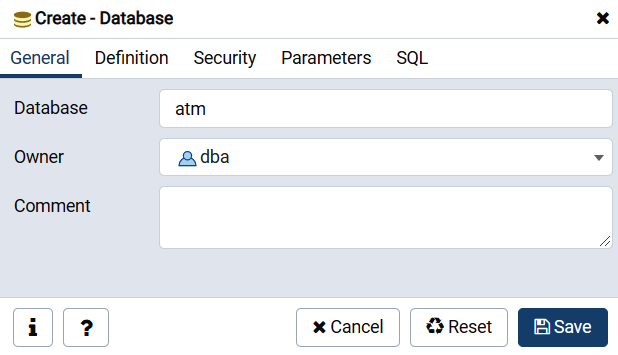 Create - Database
General Definition Security Parameters SQL
Database atm
Owner dba
Comment
i ? Cancel Reset Save